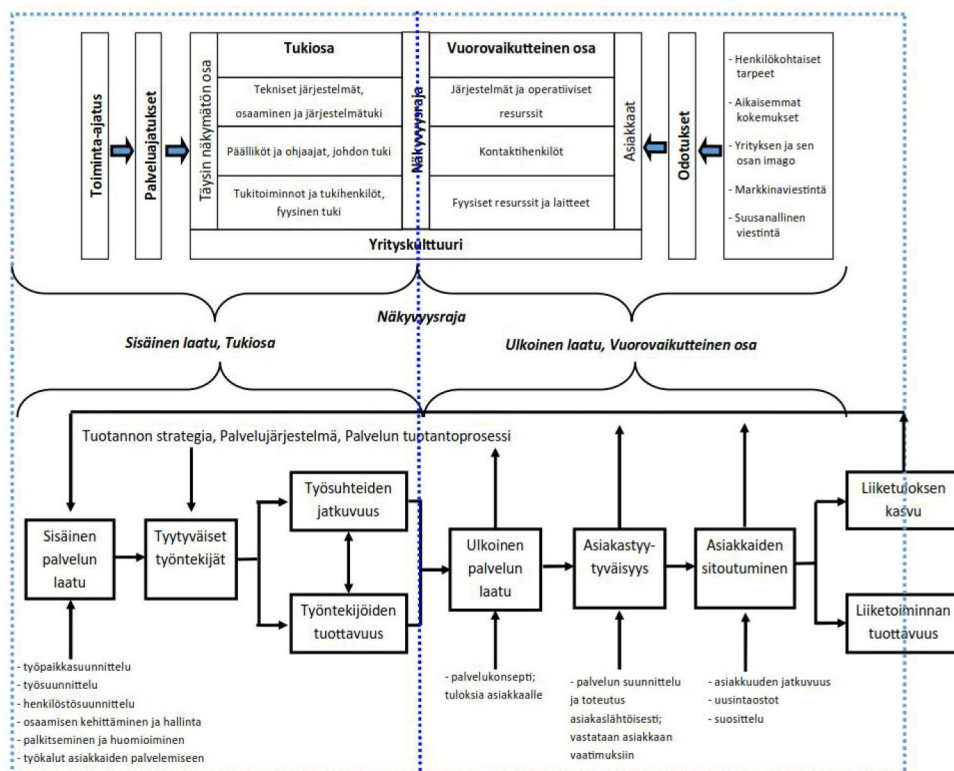 Toiminta-ajatus
Palveluajatukset
Täysin näkymätön osa
Tukiosa
Tekniset järjestelmät,
osaaminen ja järjestelmätuki
Päälliköt ja ohjaajat, johdon tuki
Tukitoiminnot ja tukihenkilöt,
fyysinen tuki
Näkyvyysraja
Vuorovaikutteinen osa
Järjestelmät ja operatiiviset
resurssit
Kontaktihenkilöt
Fyysiset resurssit ja laitteet
Asiakkaat
Odotukset
- Henkilökohtaiset
tarpeet
- Aikaisemmat
kokemukset
- Yrityksen ja sen
osan imago
- Markkinaviestintä
- Suusanallinen
viestintä
Yrityskulttuuri
Näkyvyysraja
Sisäinen laatu, Tukiosa
Ulkoinen laatu, Vuorovaikutteinen osa
Tuotannon strategia, Palvelujärjestelmä, Palvelun tuotantoprosessi
Sisäinen
palvelun
laatu
Tyytyväiset
työntekijät
Työsuhteiden
jatkuvuus
Työntekijöiden
tuottavuus
Ulkoinen
palvelun
laatu
Asiakastyy-
tyväisyys
Asiakkaiden
sitoutuminen
Liiketuloksen
kasvu
Liiketoiminnan
tuottavuus
- työpaikkasuunnittelu
- työsuunnittelu
- henkilöstösuunnittelu
- osaamisen kehittäminen ja hallinta
- palkitseminen ja huomioiminen
- työkalut asiakkaiden palvelemiseen
- palvelukonsepti;
tuloksia asiakkaalle
- palvelun suunnittelu
ja toteutus
asiakaslähtöisesti;
vastataan asiakkaan
vaatimuksiin
- asiakkuuden jatkuvuus
- uusintaostot
- suosittelu